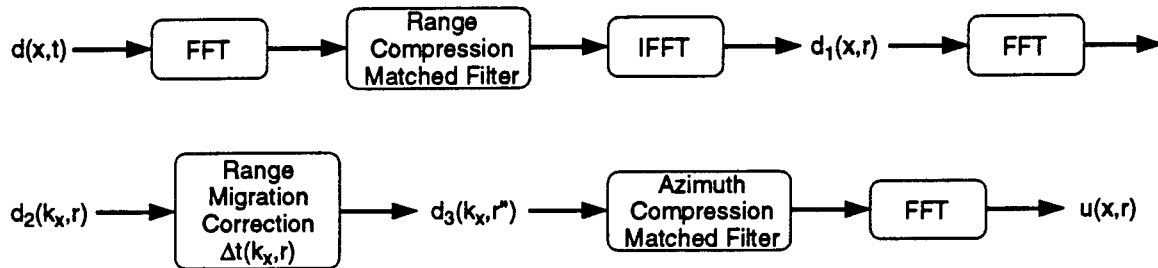 d(x,t)
FFT
Range
Compression
Matched Filter
IFFT
d₁(x,r)
FFT
d₂(kₓ,r)
Range
Migration
Correction
Δt(kₓ,r)
d₃(kₓ,r")
Azimuth
Compression
Matched Filter
FFT
u(x,r)